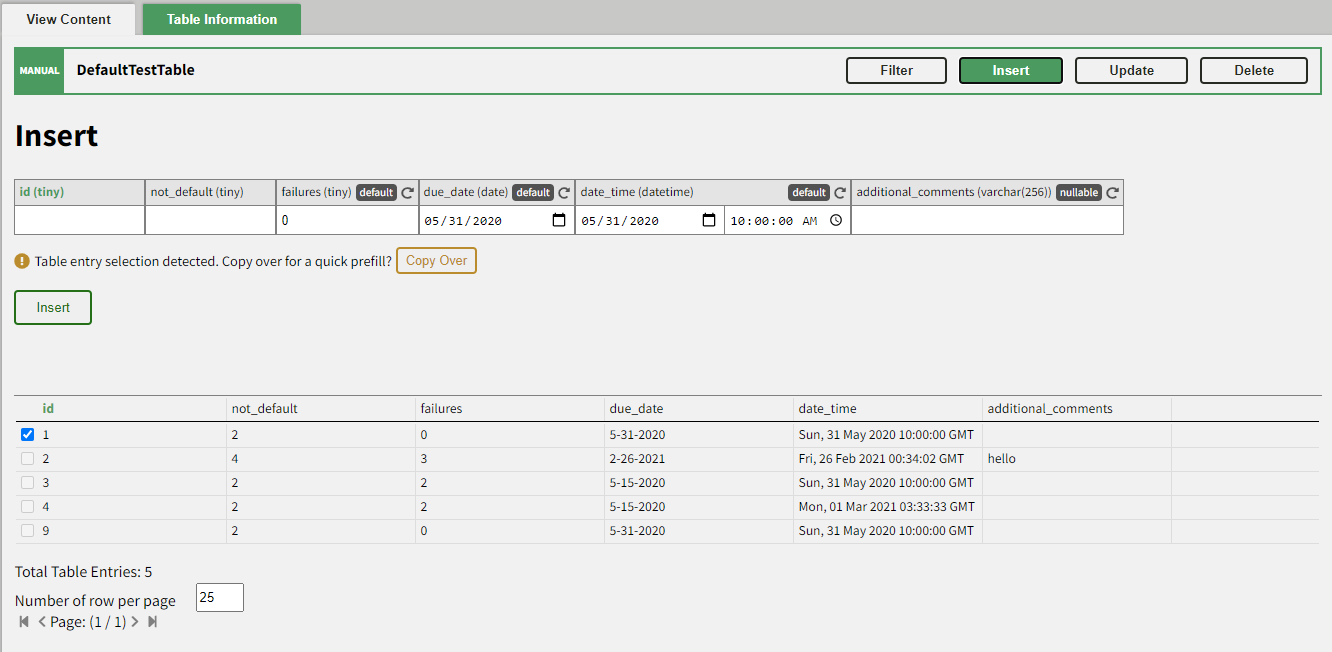 View Content Table Information
MANUAL DefaultTestTable Filter Insert Update Delete
Insert
id (tiny) not_default (tiny) failures (tiny) default due_date (date) default date_time (datetime) default additional_comments (varchar(256)) nullable
0 05/31/2020 05/31/2020 10:00:00 AM
Table entry selection detected. Copy over for a quick prefill? Copy Over
Insert
id not_default failures due_date date_time additional_comments
1 2 0 5-31-2020 Sun, 31 May 2020 10:00:00 GMT
2 4 3 2-26-2021 Fri, 26 Feb 2021 00:34:02 GMT hello
3 2 2 5-15-2020 Sun, 31 May 2020 10:00:00 GMT
4 2 2 5-15-2020 Mon, 01 Mar 2021 03:33:33 GMT
9 2 0 5-31-2020 Sun, 31 May 2020 10:00:00 GMT
Total Table Entries: 5
Number of row per page 25
Page: (1 / 1)